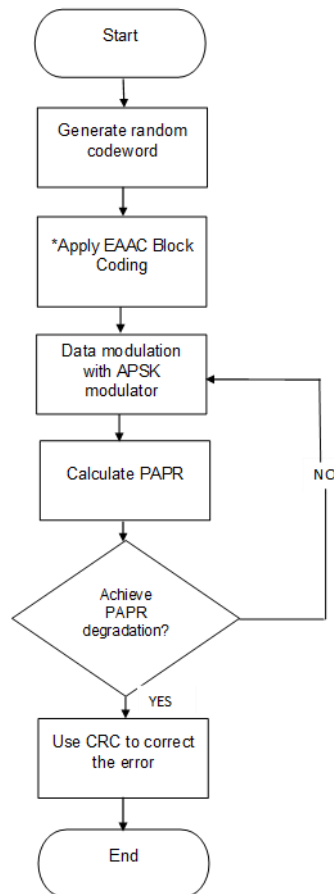 Start
Generate random
codeword
*Apply EAAC Block
Coding
Data modulation
with APSK
modulator
Calculate PAPR
NO
Achieve
PAPR
degradation?
YES
Use CRC to correct
the error
End